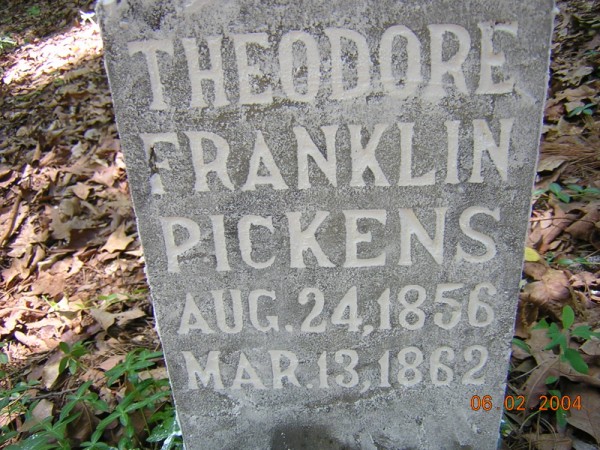 THEODORE
FRANKLIN
PICKENS
AUG. 24, 1856
MAR. 13, 1862
06 02 2004